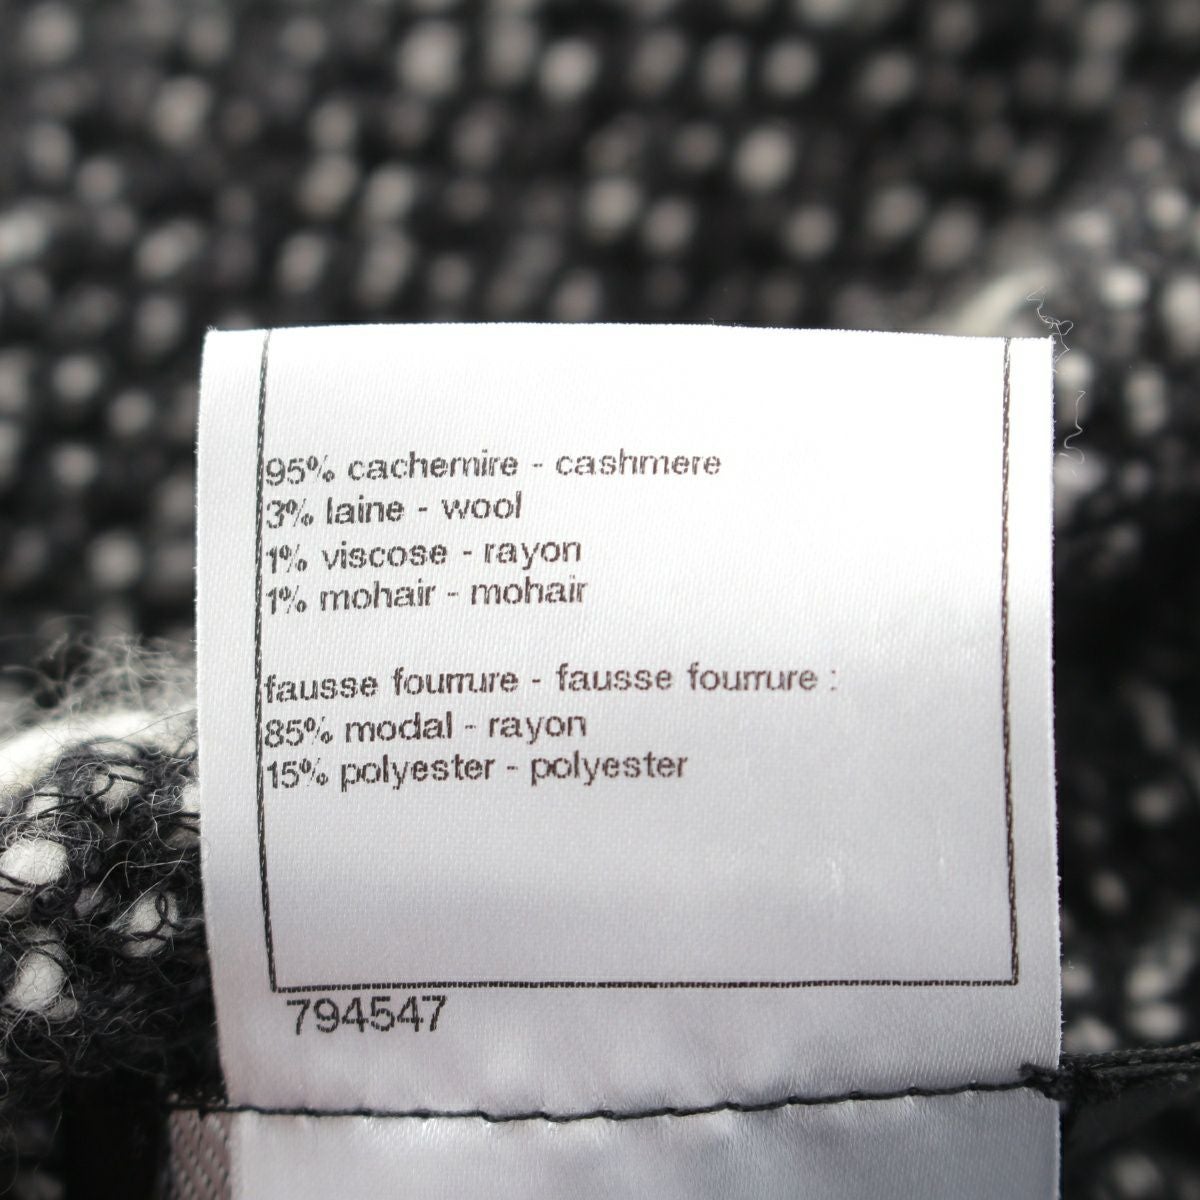 95% cachemire - cashmere
3% laine - wool
1% viscose - rayon
1% mohair - mohair
fausse fourrure - fausse fourrure :
85% modal - rayon
15% polyester - polyester
794547